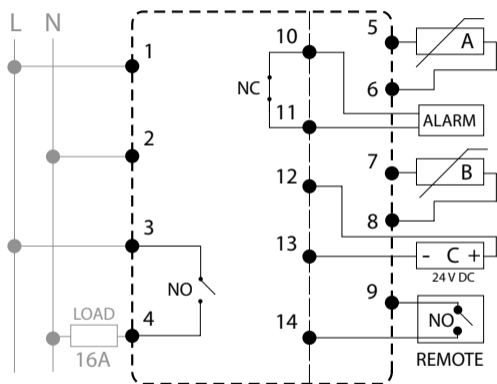 L N
1
2
3
NO
LOAD
4
16A
10
NC
11
12
13
14
5
A
6
ALARM
7
B
8
- C +
24 V DC
9
NO
REMOTE